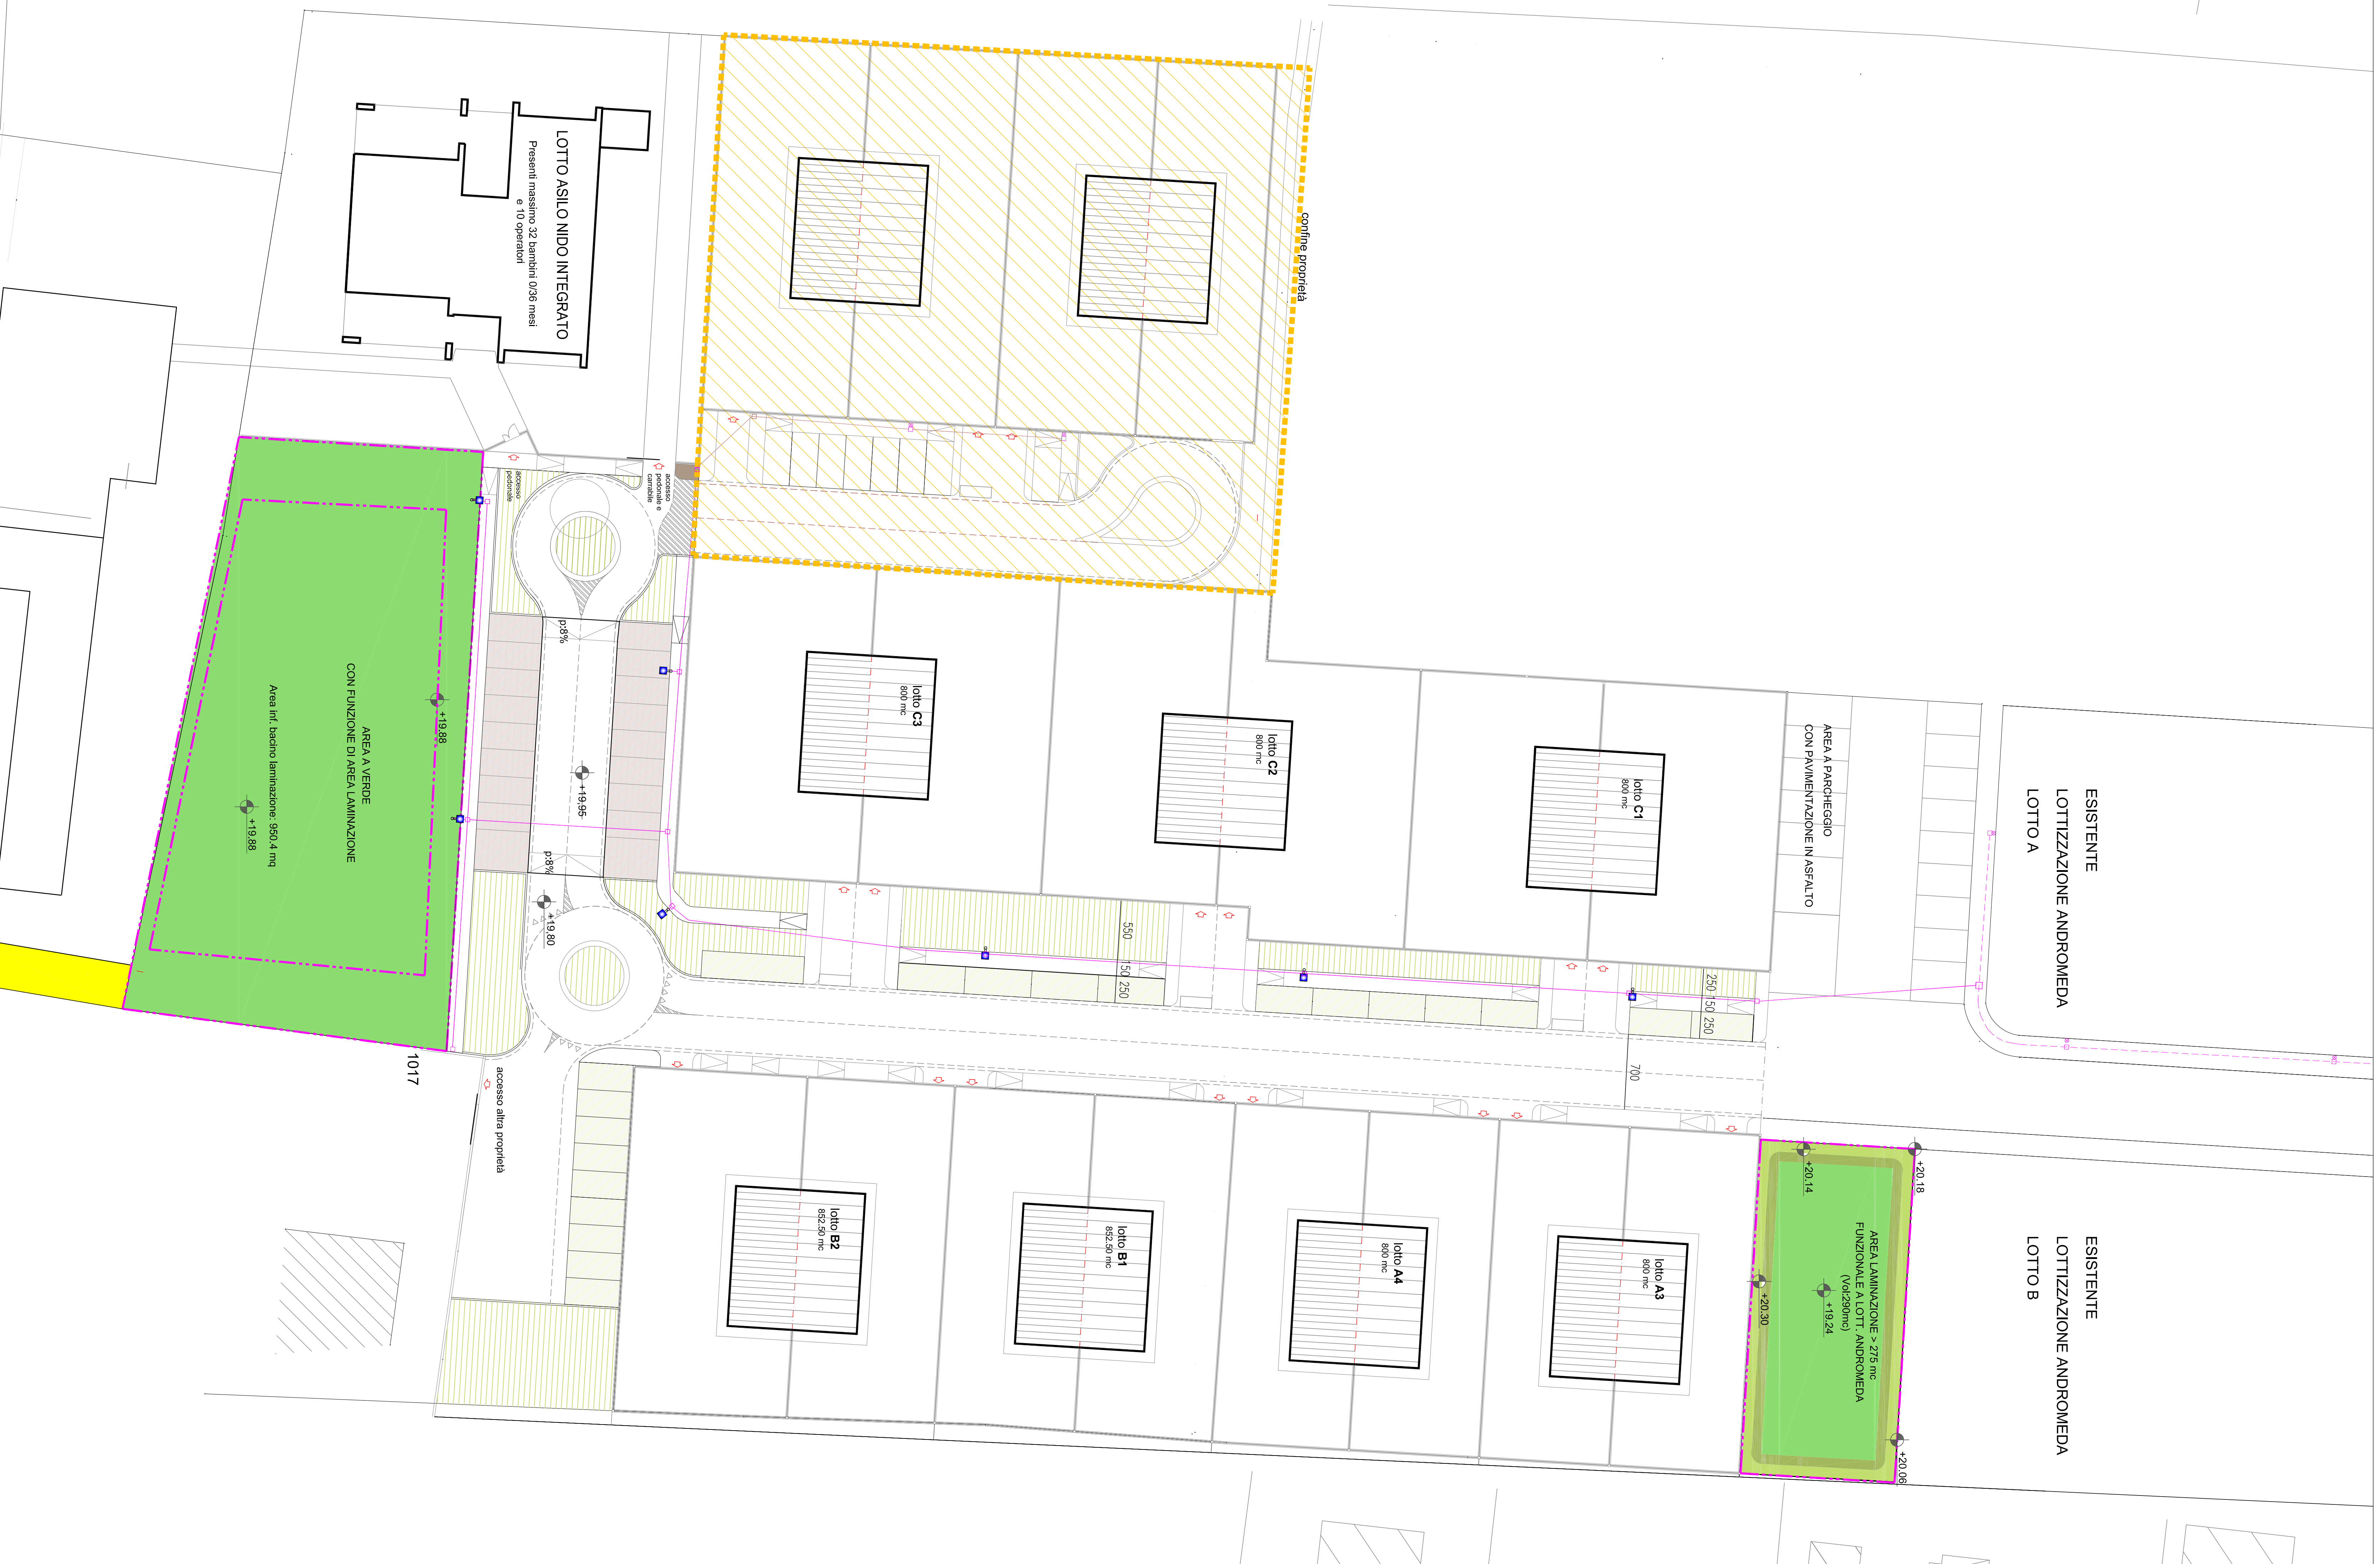 LOTTO ASILO NIDO INTEGRATO
Presenti massimo 32 bambini 0/36 mesi
e 10 operatori
confine proprietà
accesso
pedonale
accesso
pedonale e
carrabile
p:8%
p:8%
+19.95
+19.80
AREA A VERDE
CON FUNZIONE DI AREA LAMINAZIONE
Area inf. bacino laminazione: 950.4 mq
+19.88
+19.88
1017
accesso altra proprietà
lotto C3
800 mc
lotto C2
800 mc
lotto C1
800 mc
AREA A PARCHEGGIO
CON PAVIMENTAZIONE IN ASFALTO
ESISTENTE
LOTTIZZAZIONE ANDROMEDA
LOTTO A
550
150
250
250
150
250
700
lotto B2
852.50 mc
lotto B1
852.50 mc
lotto A4
800 mc
lotto A3
800 mc
AREA LAMINAZIONE > 275 mc
FUNZIONALE A LOTT. ANDROMEDA
(Vol:290mc)
+20.18
+20.14
+19.24
+20.30
+20.06
ESISTENTE
LOTTIZZAZIONE ANDROMEDA
LOTTO B